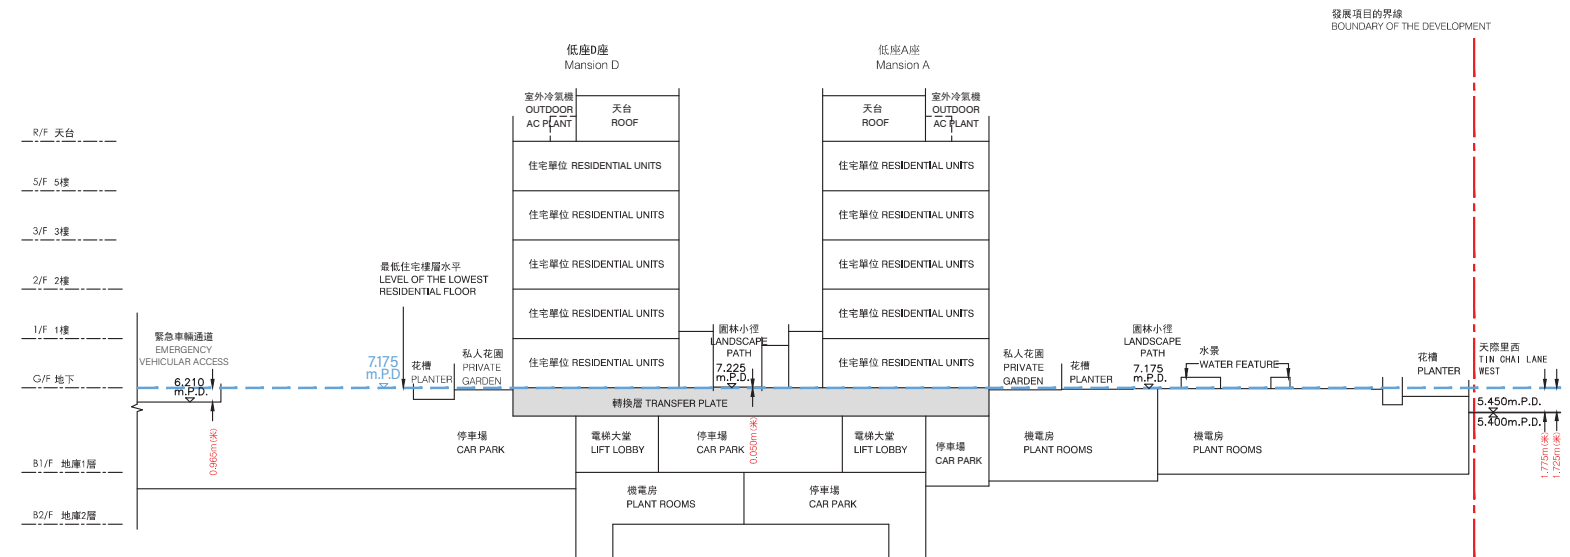 發展項目的界線
BOUNDARY OF THE DEVELOPMENT
低座D座
Mansion D
低座A座
Mansion A
室外冷氣機
OUTDOOR
AC PLANT
天台
ROOF
天台
ROOF
室外冷氣機
OUTDOOR
AC PLANT
R/F 天台
住宅單位 RESIDENTIAL UNITS
住宅單位 RESIDENTIAL UNITS
5/F 5樓
住宅單位 RESIDENTIAL UNITS
住宅單位 RESIDENTIAL UNITS
3/F 3樓
住宅單位 RESIDENTIAL UNITS
住宅單位 RESIDENTIAL UNITS
2/F 2樓
最低住宅樓層水平
LEVEL OF THE LOWEST
RESIDENTIAL FLOOR
住宅單位 RESIDENTIAL UNITS
住宅單位 RESIDENTIAL UNITS
1/F 1樓
緊急車輛通道
EMERGENCY
VEHICULAR ACCESS
7.175
m.P.D
花槽
PLANTER
私人花園
PRIVATE
GARDEN
住宅單位 RESIDENTIAL UNITS
園林小徑
LANDSCAPE
PATH
7.225
m.P.D.
住宅單位 RESIDENTIAL UNITS
私人花園
PRIVATE
GARDEN
花槽
PLANTER
園林小徑
LANDSCAPE
PATH
7.175
m.P.D.
水景
WATER FEATURE
花槽
PLANTER
天際里西
TIN CHAI LANE
WEST
G/F 地下
6.210
m.P.D.
轉換層 TRANSFER PLATE
5.450m.P.D.
5.400m.P.D.
0.965m(米)
0.050m(米)
1.775m(米)
1.725m(米)
停車場
CAR PARK
電梯大堂
LIFT LOBBY
停車場
CAR PARK
電梯大堂
LIFT LOBBY
停車場
CAR PARK
機電房
PLANT ROOMS
機電房
PLANT ROOMS
B1/F 地庫1層
機電房
PLANT ROOMS
停車場
CAR PARK
B2/F 地庫2層